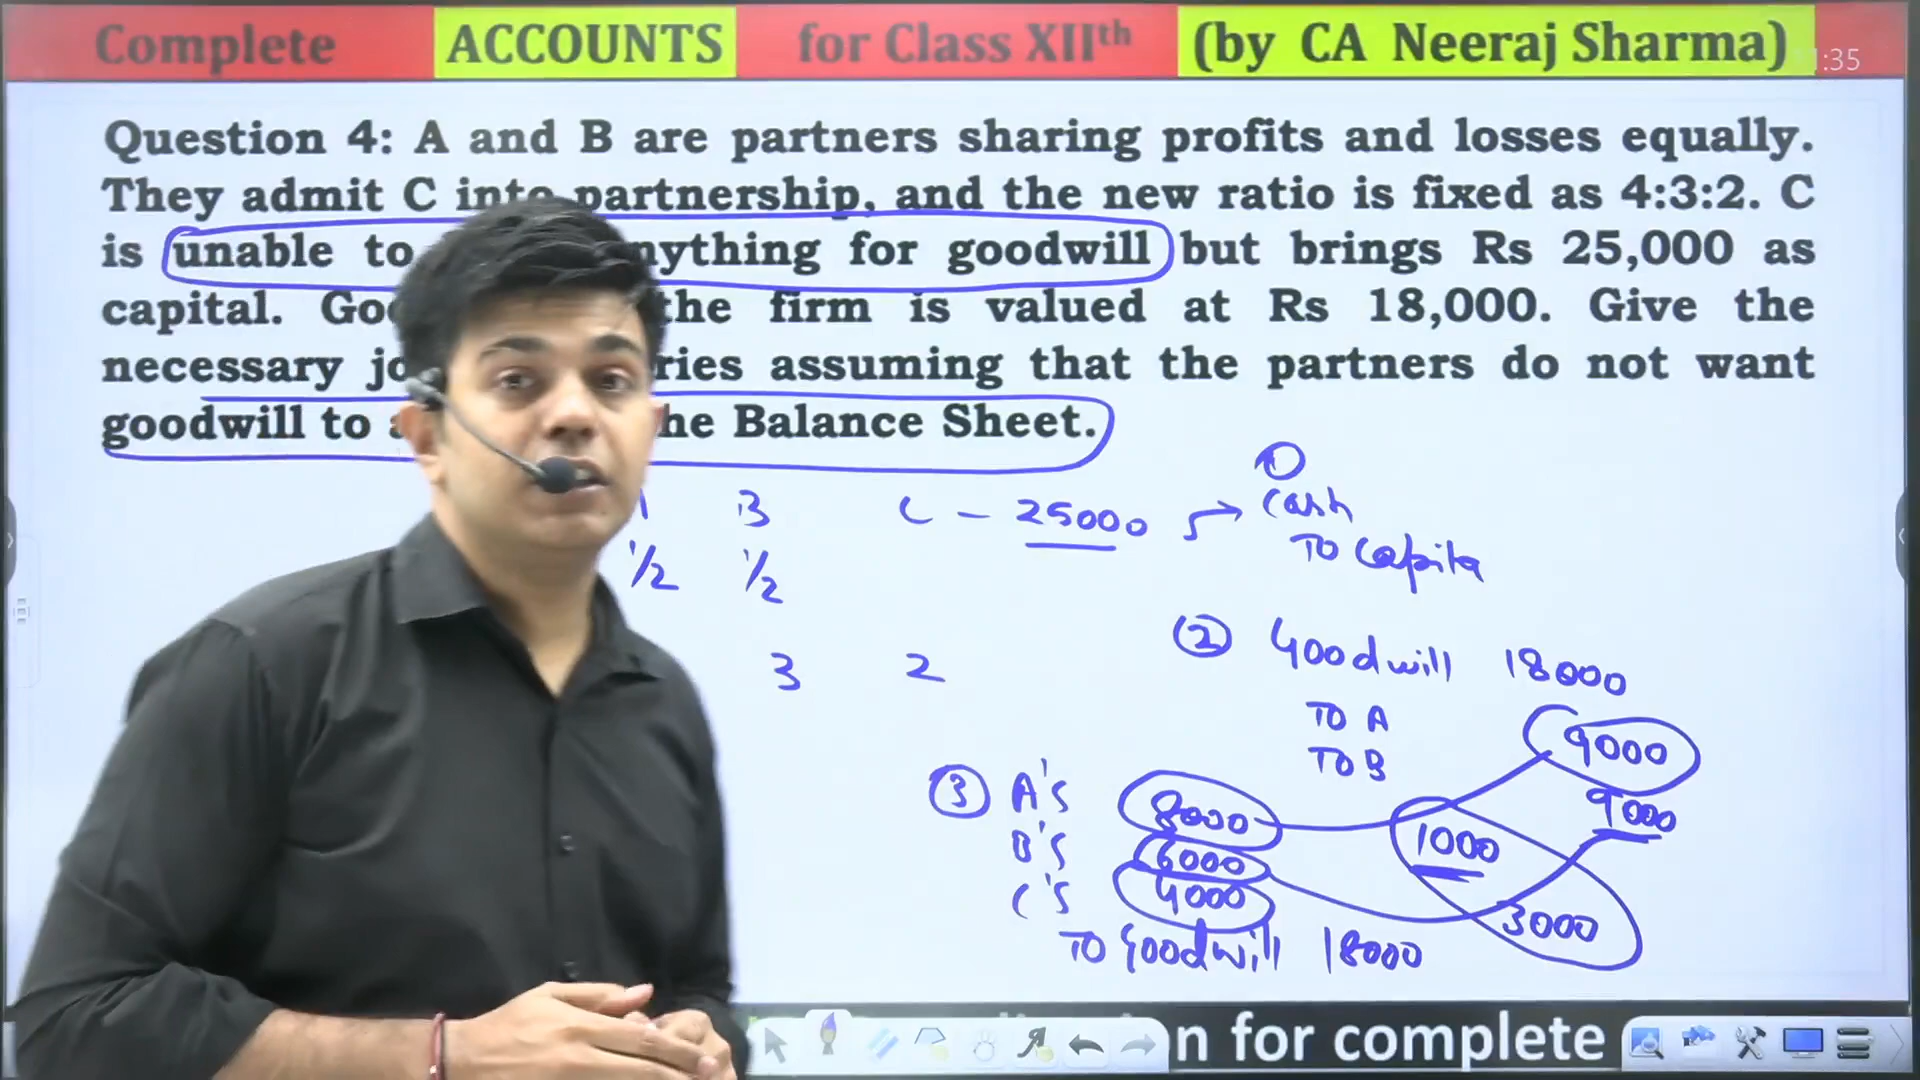 Complete ACCOUNTS for Class XIIth (by CA Neeraj Sharma)
:35
Question 4: A and B are partners sharing profits and losses equally.
They admit C into partnership, and the new ratio is fixed as 4:3:2. C
is unable to nything for goodwill but brings Rs 25,000 as
capital. Go the firm is valued at Rs 18,000. Give the
necessary jo ries assuming that the partners do not want
goodwill to a he Balance Sheet.
B C - 25000
1/2 1/2
3 2
①
Cash
TO Capita
② Goodwill 18000
TO A 9000
TO B 9000
③ A's 8000 1000
B's 6000 3000
C's 4000
TO Goodwill 18000
n for complete